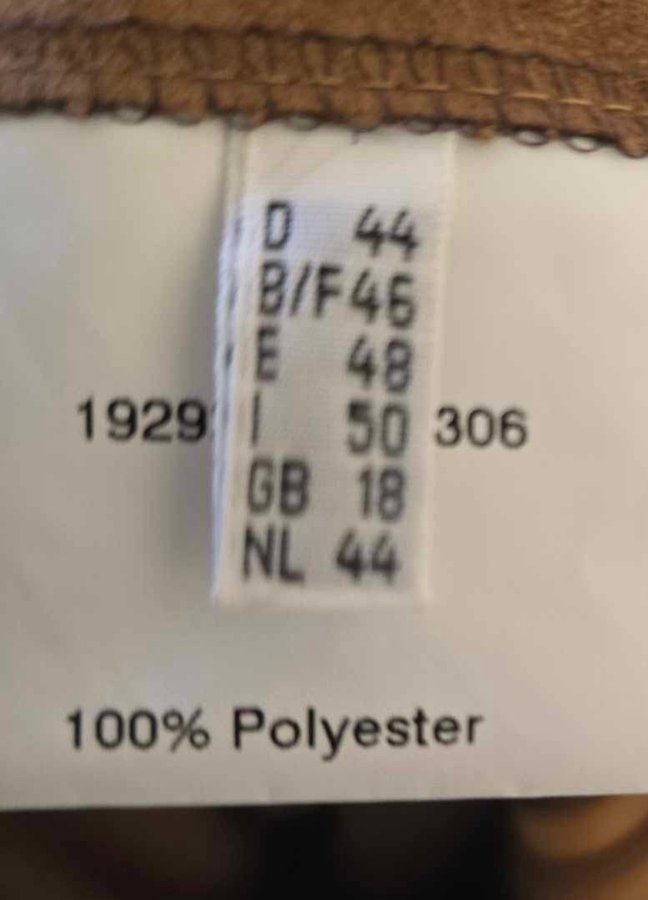 D 44
B/F 46
E 48
I 50
GB 18
NL 44
1929 306
100% Polyester